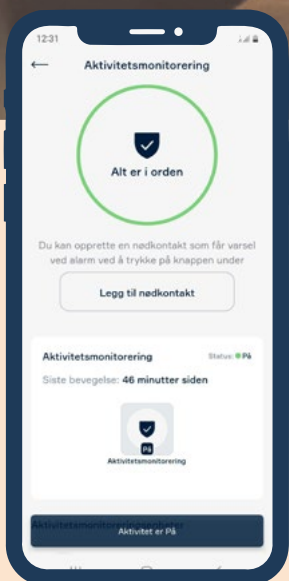 12:31
Aktivitetsmonitorering
Alt er i orden
Du kan opprette en nødkontakt som får varsel
ved alarm ved å trykke på knappen under
Legg til nødkontakt
Aktivitetsmonitorering
Status: På
Siste bevegelse: 46 minutter siden
På
Aktivitetsmonitorering
Aktivitetsmonitoreringsenheter
Aktivitet er På